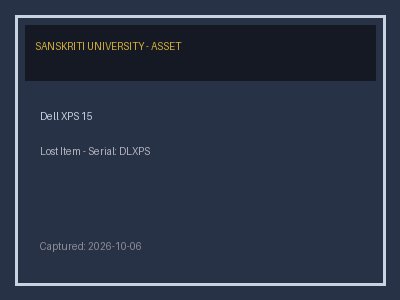 SANSKRITI UNIVERSITY - ASSET
Dell XPS 15
Lost Item - Serial: DLXPS
Captured: 2026-10-06